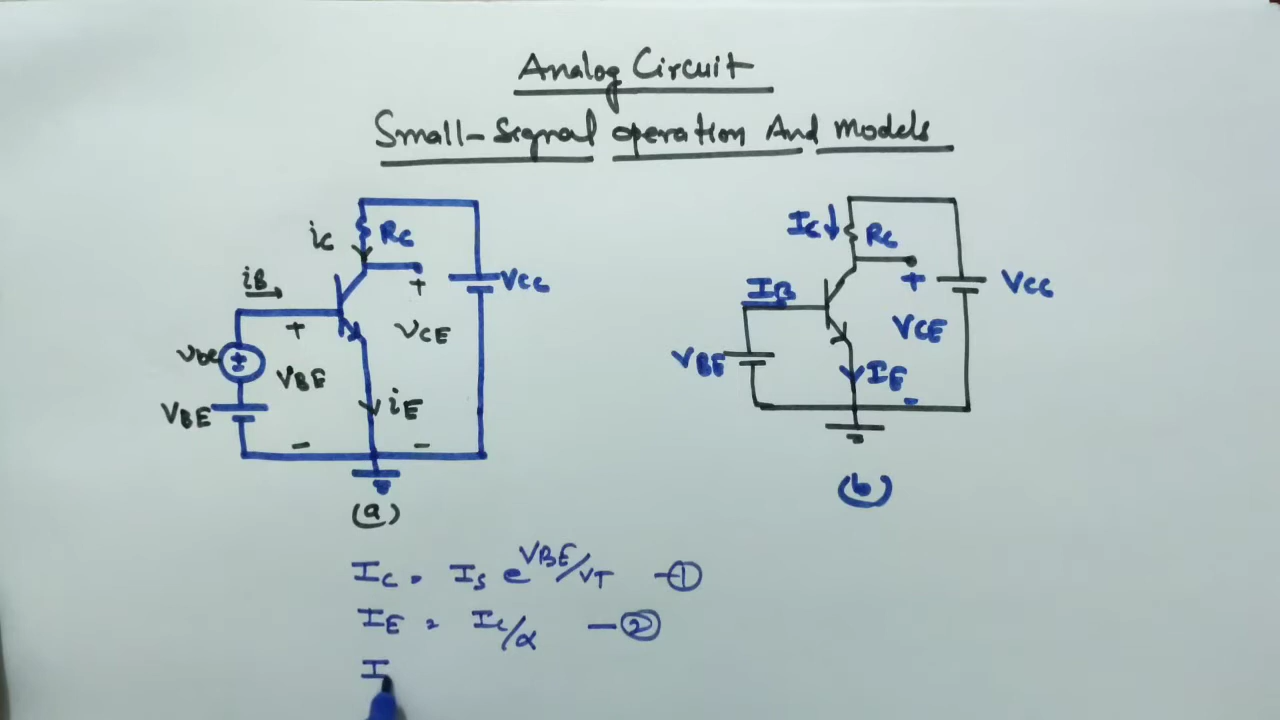 Analog Circuit
Small-Signal operation And Models
iC
RC
iB
+
VCC
+
vCE
vbe
+
VBE
VBE
iE
-
-
(a)
IC
RC
IB
+
VCC
VCE
VBE
IE
-
(b)
IC = IS e^VBE/VT -①
IE = IC/α -②
I